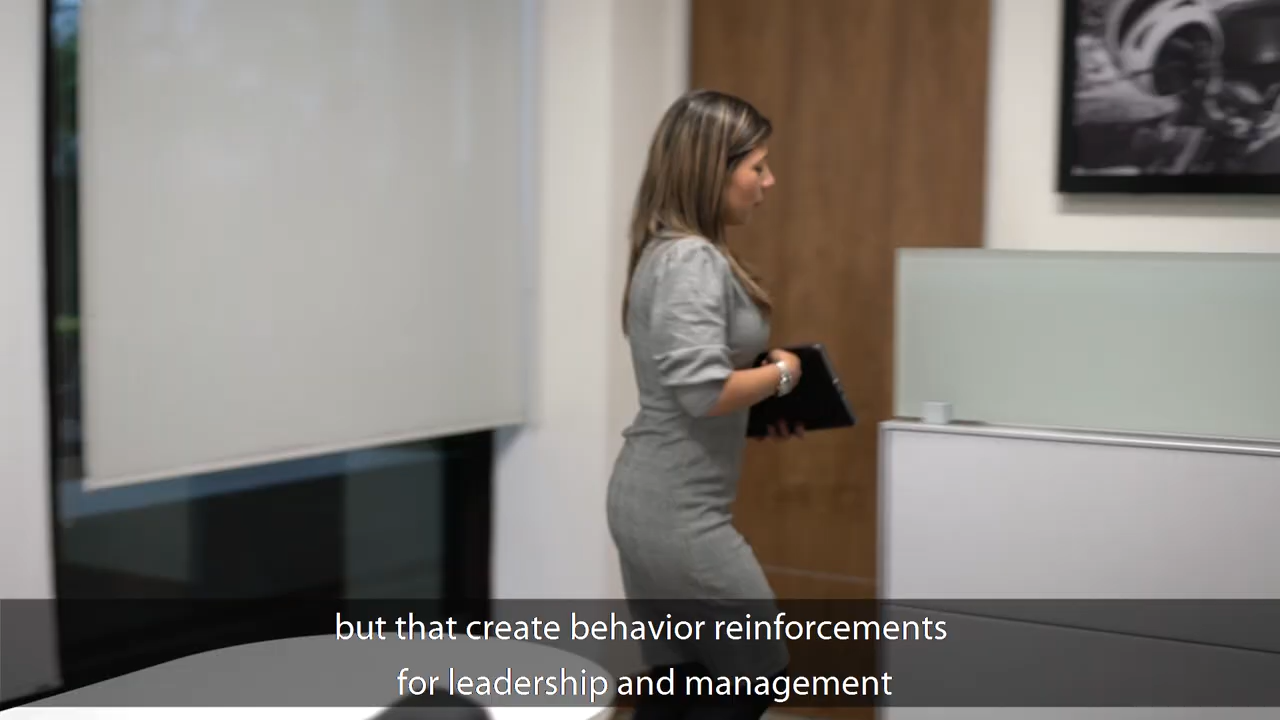 but that create behavior reinforcements
for leadership and management